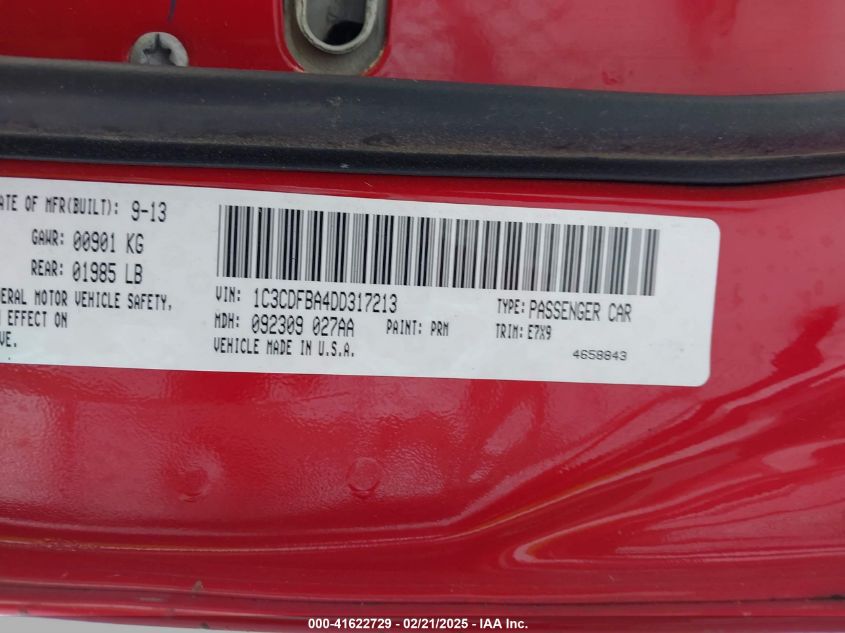 ATE OF MFR(BUILT): 9-13
GAWR: 00901 KG
REAR: 01985 LB
ERAL MOTOR VEHICLE SAFETY,
EFFECT ON
VE.
VIN: 1C3CDFBA4DD317213
TYPE: PASSENGER CAR
MDH: 092309 027AA PAINT: PRM TRIM: E7X9
VEHICLE MADE IN U.S.A.
4658843
000-41622729 - 02/21/2025 - IAA Inc.